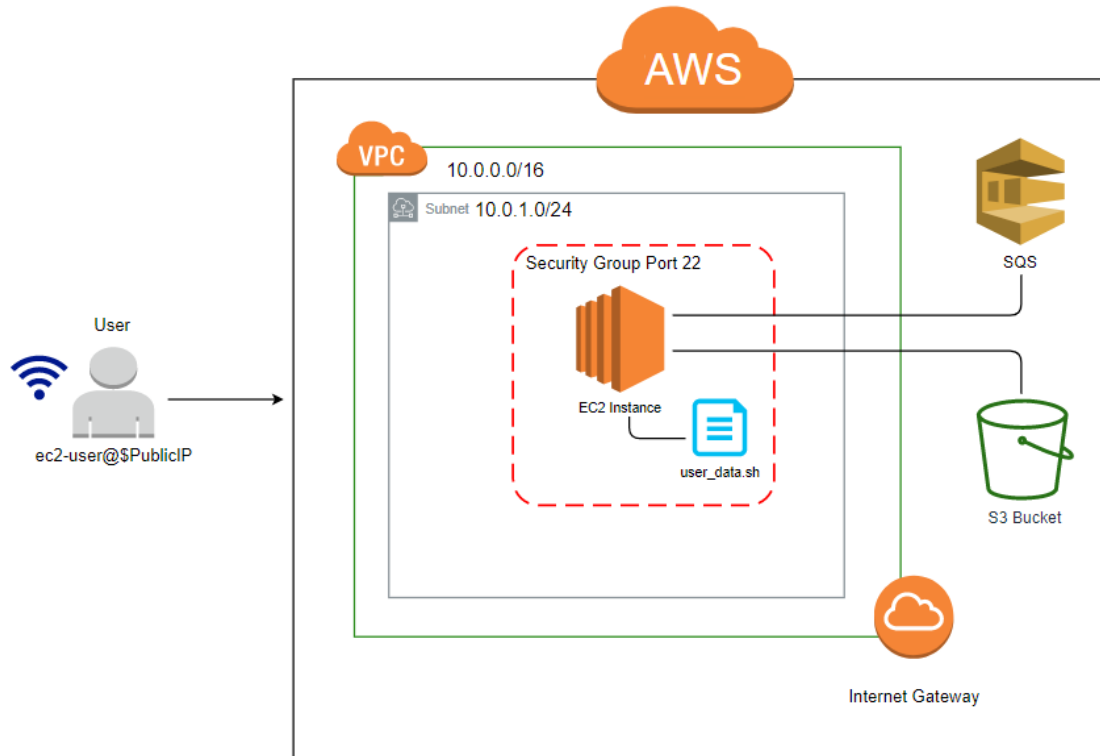 AWS
VPC
10.0.0.0/16
Subnet 10.0.1.0/24
Security Group Port 22
SQS
User
EC2 Instance
ec2-user@$PublicIP
user_data.sh
S3 Bucket
Internet Gateway